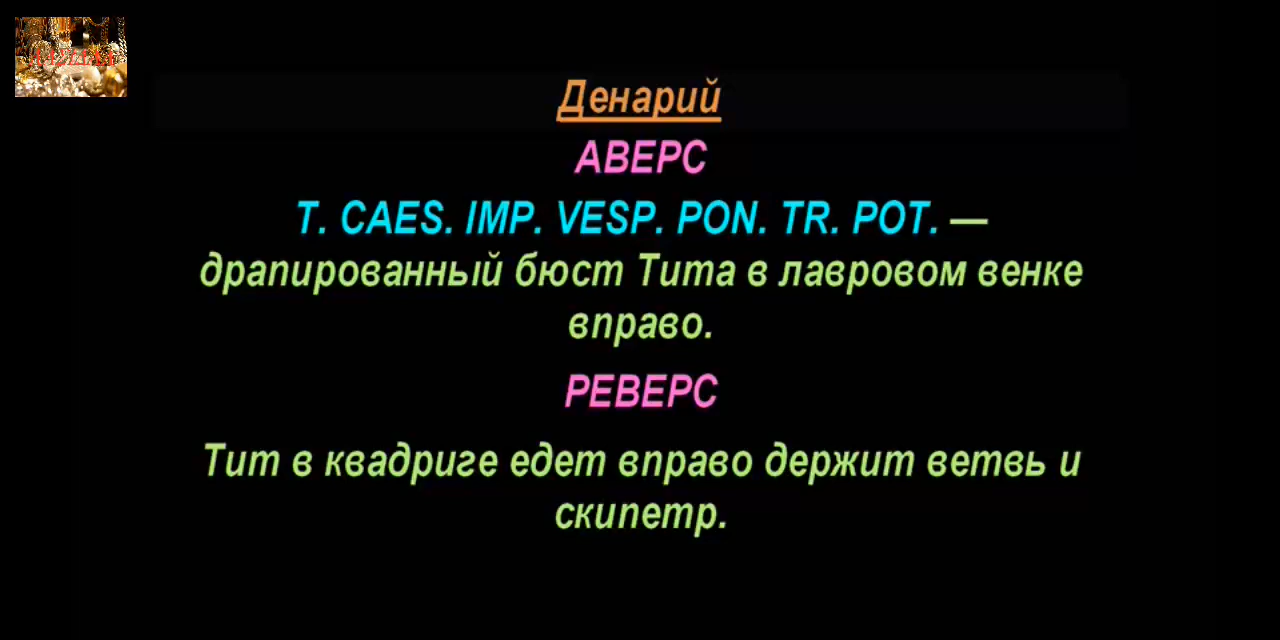 Денарий
АВЕРС
T. CAES. IMP. VESP. PON. TR. POT. —
драпированный бюст Тита в лавровом венке
вправо.
РЕВЕРС
Тит в квадриге едет вправо держит ветвь и
скипетр.